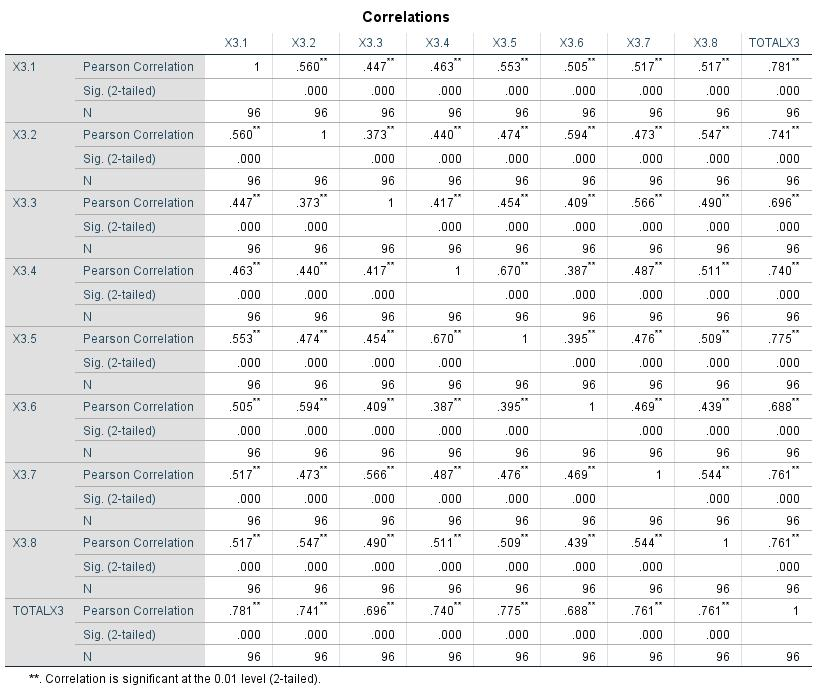 Correlations
X3.1 X3.2 X3.3 X3.4 X3.5 X3.6 X3.7 X3.8 TOTALX3
X3.1 Pearson Correlation 1 .560** .447** .463** .553** .505** .517** .517** .781**
Sig. (2-tailed) .000 .000 .000 .000 .000 .000 .000 .000
N 96 96 96 96 96 96 96 96 96
X3.2 Pearson Correlation .560** 1 .373** .440** .474** .594** .473** .547** .741**
Sig. (2-tailed) .000 .000 .000 .000 .000 .000 .000 .000
N 96 96 96 96 96 96 96 96 96
X3.3 Pearson Correlation .447** .373** 1 .417** .454** .409** .566** .490** .696**
Sig. (2-tailed) .000 .000 .000 .000 .000 .000 .000 .000
N 96 96 96 96 96 96 96 96 96
X3.4 Pearson Correlation .463** .440** .417** 1 .670** .387** .487** .511** .740**
Sig. (2-tailed) .000 .000 .000 .000 .000 .000 .000 .000
N 96 96 96 96 96 96 96 96 96
X3.5 Pearson Correlation .553** .474** .454** .670** 1 .395** .476** .509** .775**
Sig. (2-tailed) .000 .000 .000 .000 .000 .000 .000 .000
N 96 96 96 96 96 96 96 96 96
X3.6 Pearson Correlation .505** .594** .409** .387** .395** 1 .469** .439** .688**
Sig. (2-tailed) .000 .000 .000 .000 .000 .000 .000 .000
N 96 96 96 96 96 96 96 96 96
X3.7 Pearson Correlation .517** .473** .566** .487** .476** .469** 1 .544** .761**
Sig. (2-tailed) .000 .000 .000 .000 .000 .000 .000 .000
N 96 96 96 96 96 96 96 96 96
X3.8 Pearson Correlation .517** .547** .490** .511** .509** .439** .544** 1 .761**
Sig. (2-tailed) .000 .000 .000 .000 .000 .000 .000 .000
N 96 96 96 96 96 96 96 96 96
TOTALX3 Pearson Correlation .781** .741** .696** .740** .775** .688** .761** .761** 1
Sig. (2-tailed) .000 .000 .000 .000 .000 .000 .000 .000
N 96 96 96 96 96 96 96 96 96
**. Correlation is significant at the 0.01 level (2-tailed).